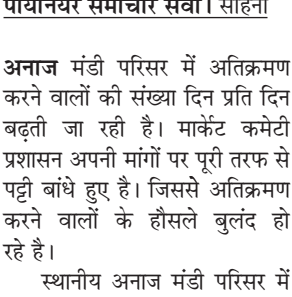 पायानियर समाचार सेवा। सोहना
अनाज मंडी परिसर में अतिक्रमण
करने वालों की संख्या दिन प्रति दिन
बढ़ती जा रही है। मार्केट कमेटी
प्रशासन अपनी मांगों पर पूरी तरफ से
पट्टी बांधे हुए है। जिससे अतिक्रमण
करने वालों के हौसले बुलंद हो
रहे है।
स्थानीय अनाज मंडी परिसर में